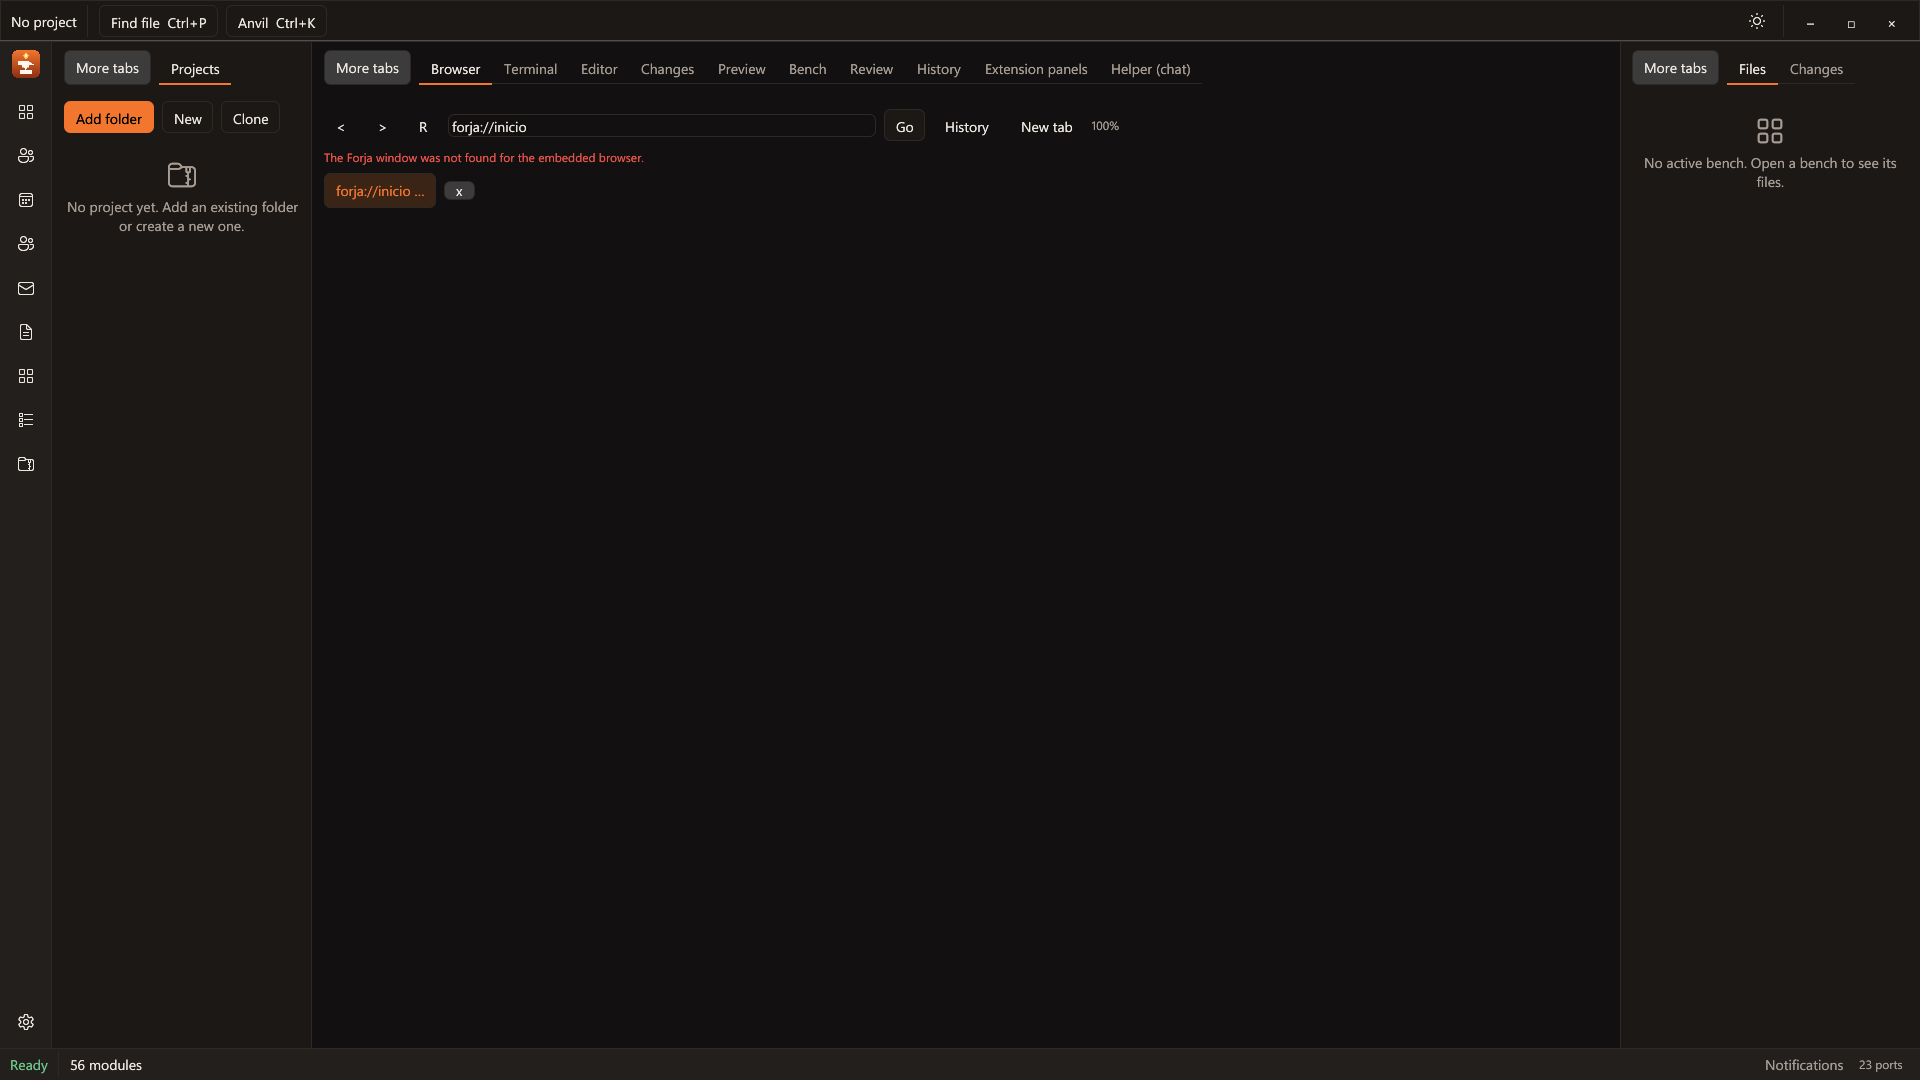 No project
Find file Ctrl+P
Anvil Ctrl+K
More tabs
Projects
Add folder
New
Clone
No project yet. Add an existing folder
or create a new one.
More tabs
Browser
Terminal
Editor
Changes
Preview
Bench
Review
History
Extension panels
Helper (chat)
<
>
R
forja://inicio
Go
History
New tab
100%
The Forja window was not found for the embedded browser.
forja://inicio ...
x
More tabs
Files
Changes
No active bench. Open a bench to see its
files.
Ready
56 modules
Notifications
23 ports